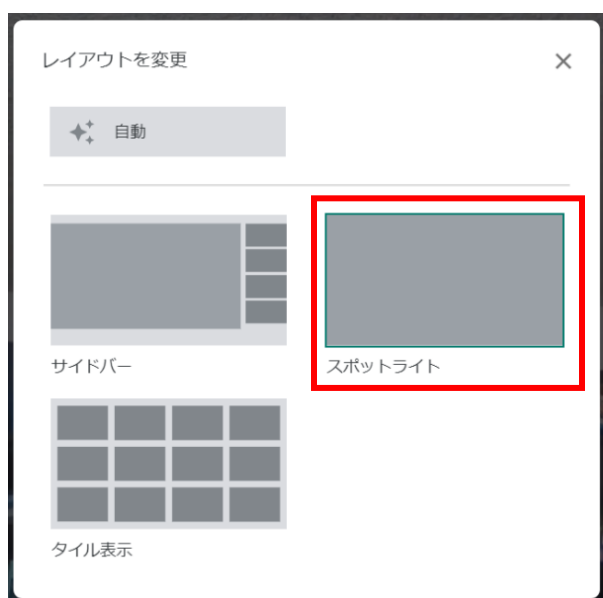 レイアウトを変更
自動
サイドバー
スポットライト
タイル表示